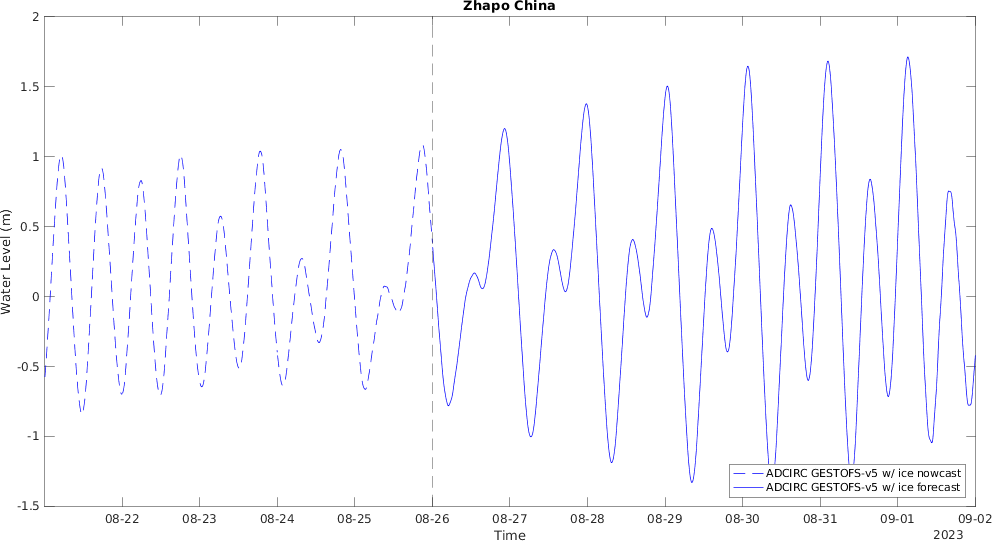 Zhapo China
2
1.5
1
0.5
0
-0.5
-1
-1.5
Water Level (m)
ADCIRC GESTOFS-v5 w/ ice nowcast
ADCIRC GESTOFS-v5 w/ ice forecast
08-22 08-23 08-24 08-25 08-26 08-27 08-28 08-29 08-30 08-31 09-01 09-02
Time
2023